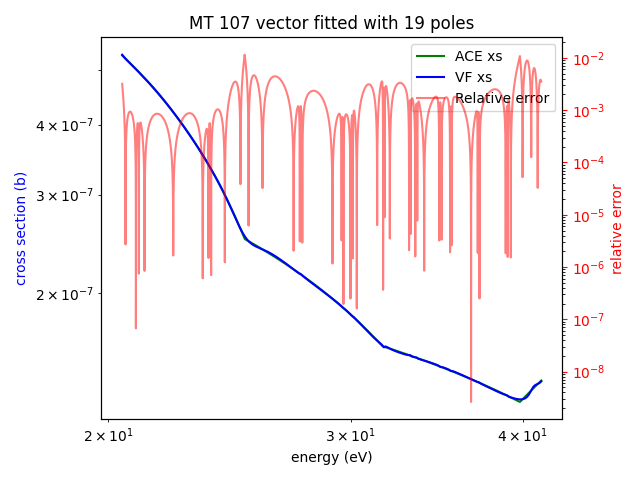 MT 107 vector fitted with 19 poles
ACE xs
VF xs
Relative error
4 × 10⁻⁷
3 × 10⁻⁷
2 × 10⁻⁷
cross section (b)
10⁻²
10⁻³
10⁻⁴
10⁻⁵
10⁻⁶
10⁻⁷
10⁻⁸
relative error
2 × 10¹
3 × 10¹
4 × 10¹
energy (eV)